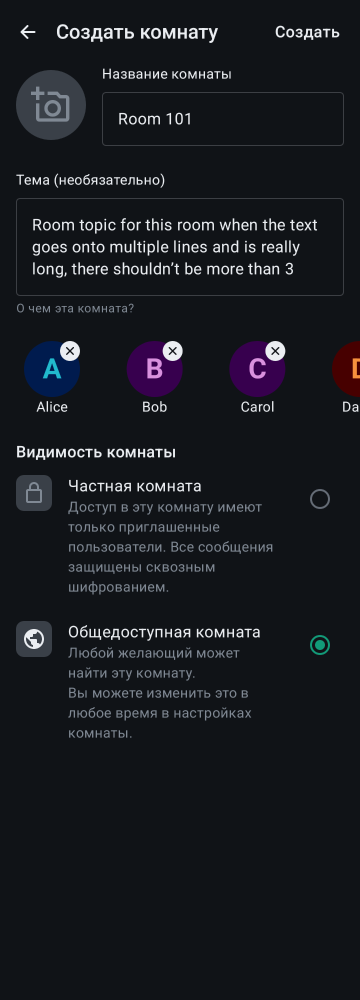 Создать комнату
Создать
Название комнаты
Room 101
Тема (необязательно)
Room topic for this room when the text
goes onto multiple lines and is really
long, there shouldn’t be more than 3
О чем эта комната?
A
B
C
D
Alice
Bob
Carol
Da
Видимость комнаты
Частная комната
Доступ в эту комнату имеют
только приглашенные
пользователи. Все сообщения
защищены сквозным
шифрованием.
Общедоступная комната
Любой желающий может
найти эту комнату.
Вы можете изменить это в
любое время в настройках
комнаты.